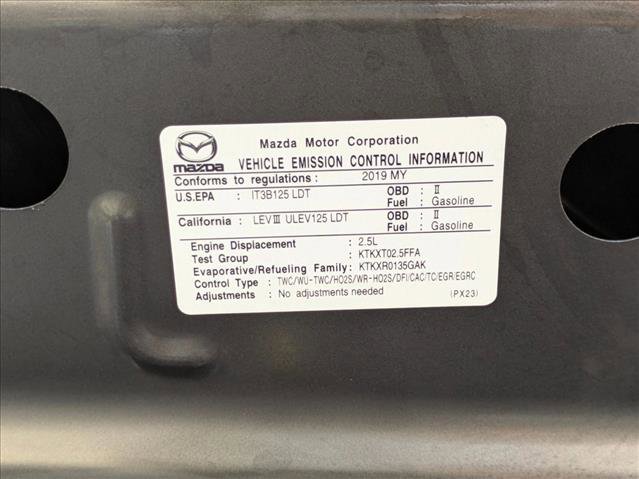 Mazda Motor Corporation
mazda VEHICLE EMISSION CONTROL INFORMATION
Conforms to regulations : 2019 MY
U.S.EPA : IT3B125 LDT OBD : II
Fuel : Gasoline
California : LEVIII ULEV125 LDT OBD : II
Fuel : Gasoline
Engine Displacement : 2.5L
Test Group : KTKXT02.5FFA
Evaporative/Refueling Family : KTKXR0135GAK
Control Type : TWC/WU-TWC/HO2S/WR-HO2S/DFI/CAC/TC/EGR/EGRC
Adjustments : No adjustments needed
(PX23)